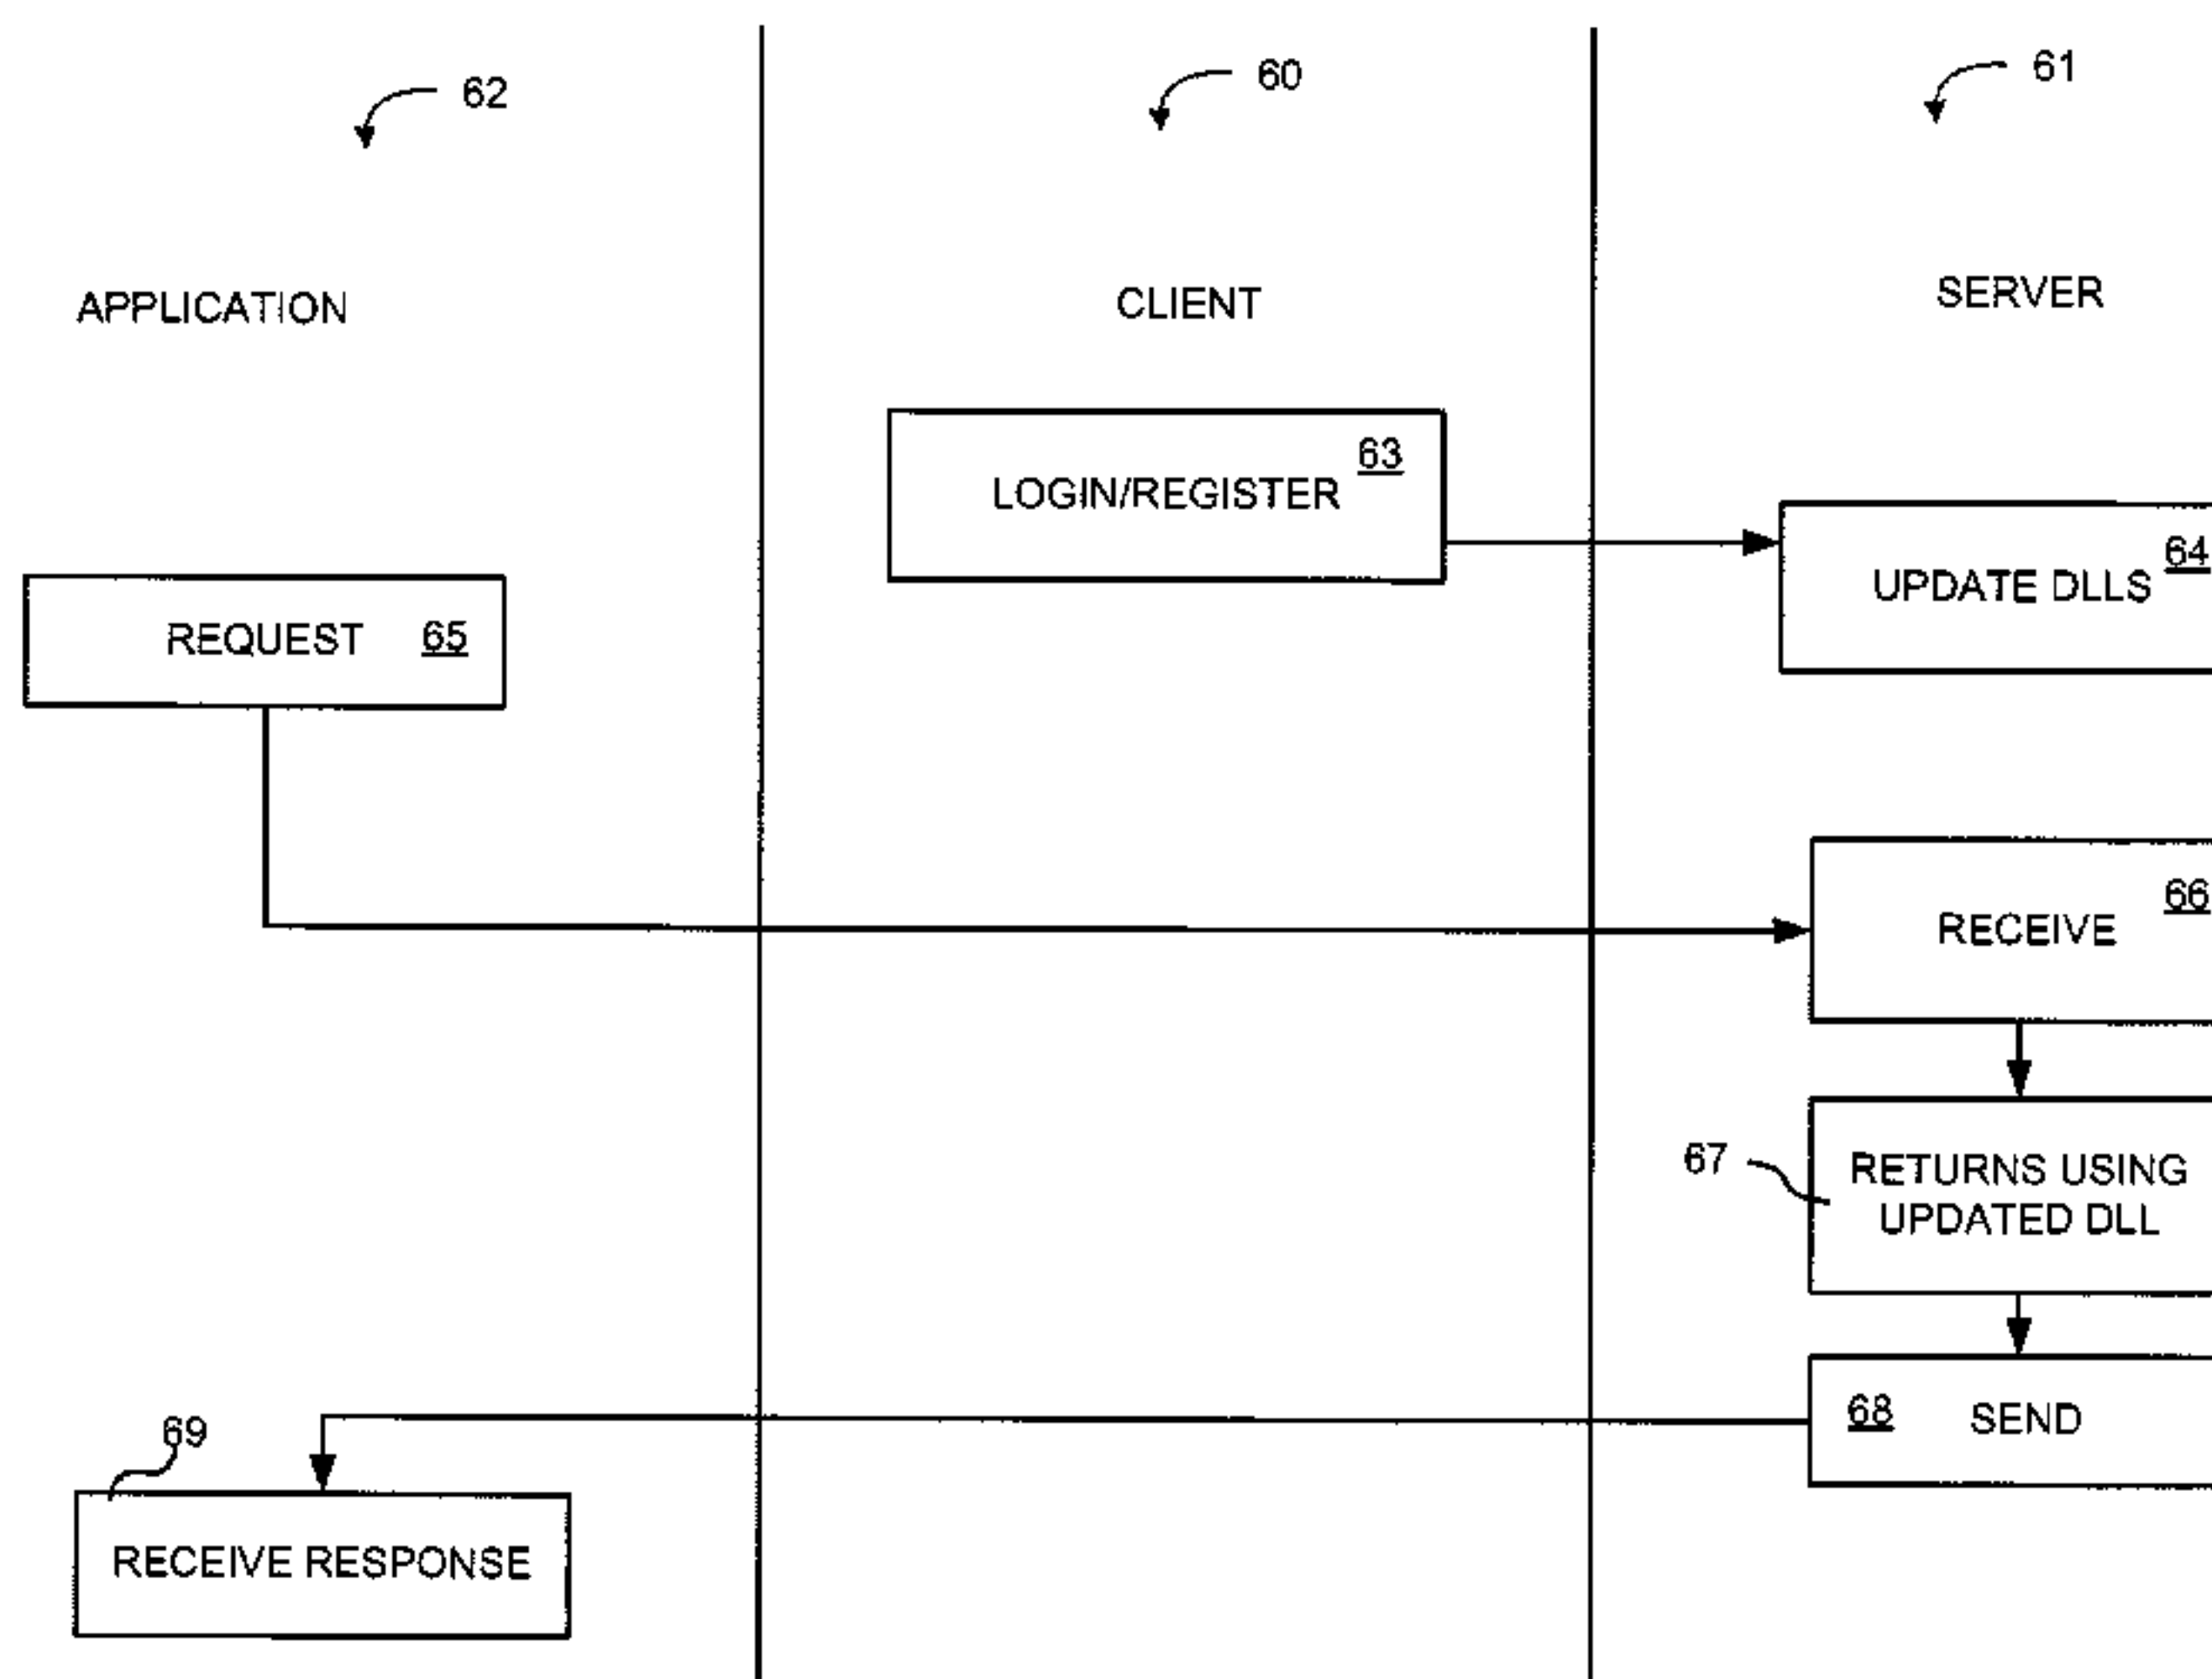 62
60
61
APPLICATION
CLIENT
SERVER
63
LOGIN/REGISTER
64
UPDATE DLLS
REQUEST 65
66
RECEIVE
67
RETURNS USING
UPDATED DLL
68 SEND
69
RECEIVE RESPONSE